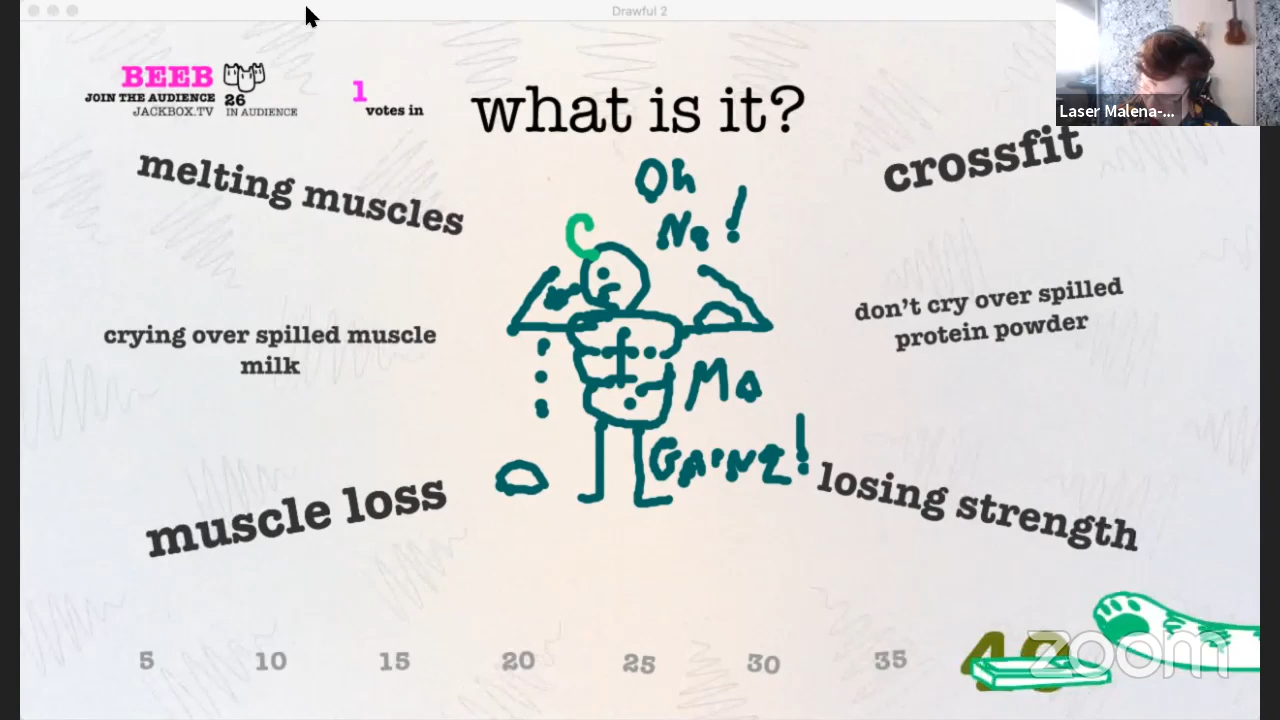 Drawful 2
BEEB
JOIN THE AUDIENCE
JACKBOX.TV
26
IN AUDIENCE
1
votes in
what is it?
Laser Malena-...
melting muscles
crossfit
Oh
No!
crying over spilled muscle
milk
don't cry over spilled
protein powder
Ma
Gainz!
muscle loss
losing strength
5 10 15 20 25 30 35
zoom